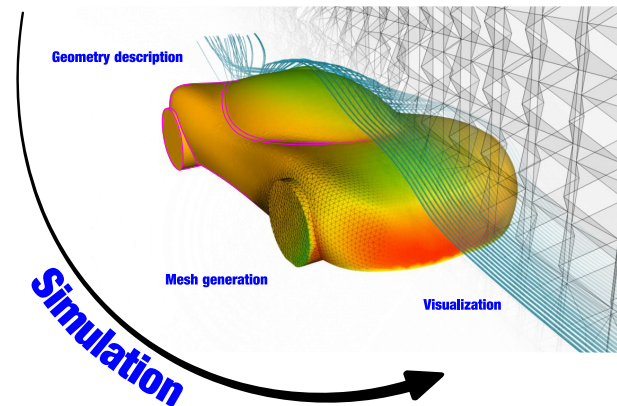 Geometry description
Mesh generation
Visualization
Simulation